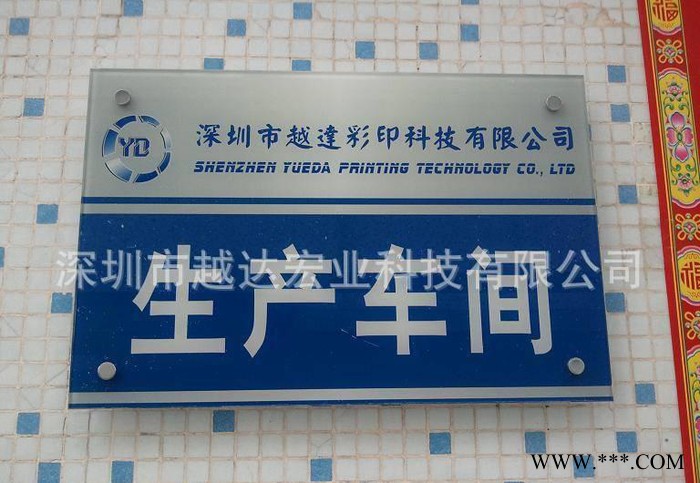 福
YD
深圳市越達彩印科技有限公司
SHENZHEN YUEDA PRINTING TECHNOLOGY CO., LTD
深圳市越达宏业科技有限公司
生产车间
福
WWW.***.COM